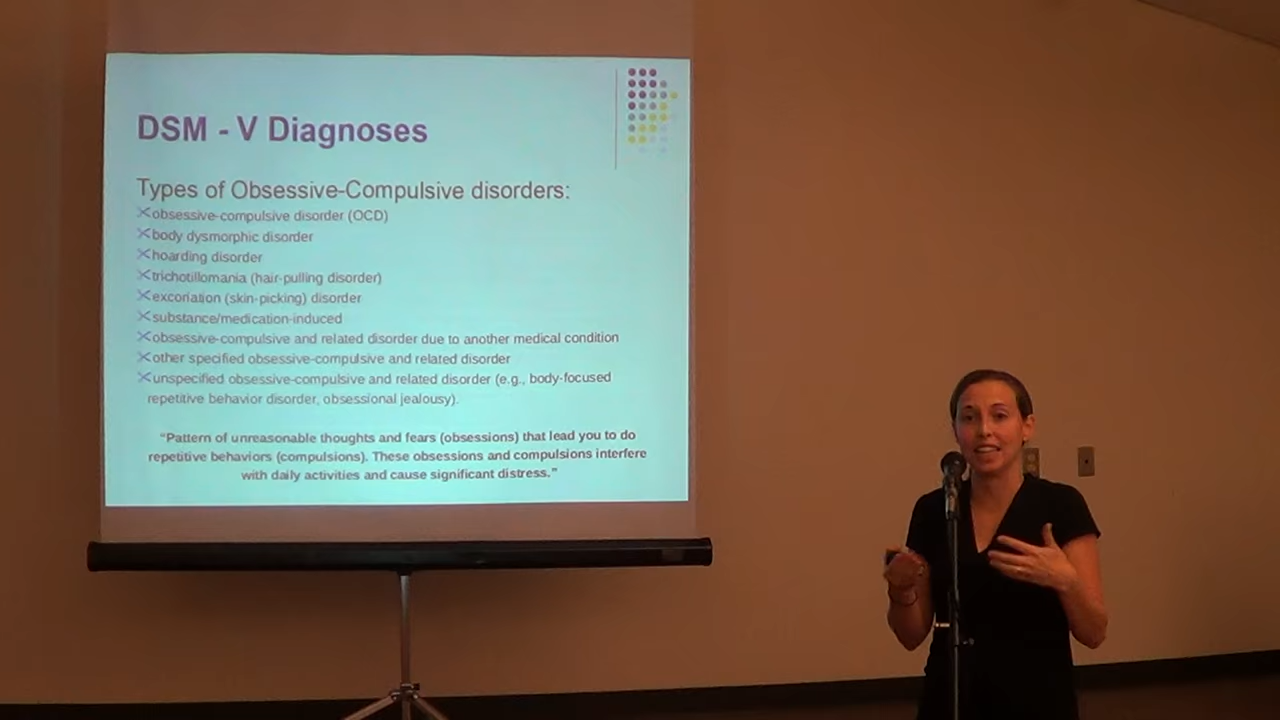 DSM - V Diagnoses
Types of Obsessive-Compulsive disorders:
obsessive-compulsive disorder (OCD)
body dysmorphic disorder
hoarding disorder
trichotillomania (hair-pulling disorder)
excoriation (skin-picking) disorder
substance/medication-induced
obsessive-compulsive and related disorder due to another medical condition
other specified obsessive-compulsive and related disorder
unspecified obsessive-compulsive and related disorder (e.g., body-focused
repetitive behavior disorder, obsessional jealousy).
“Pattern of unreasonable thoughts and fears (obsessions) that lead you to do
repetitive behaviors (compulsions). These obsessions and compulsions interfere
with daily activities and cause significant distress.”